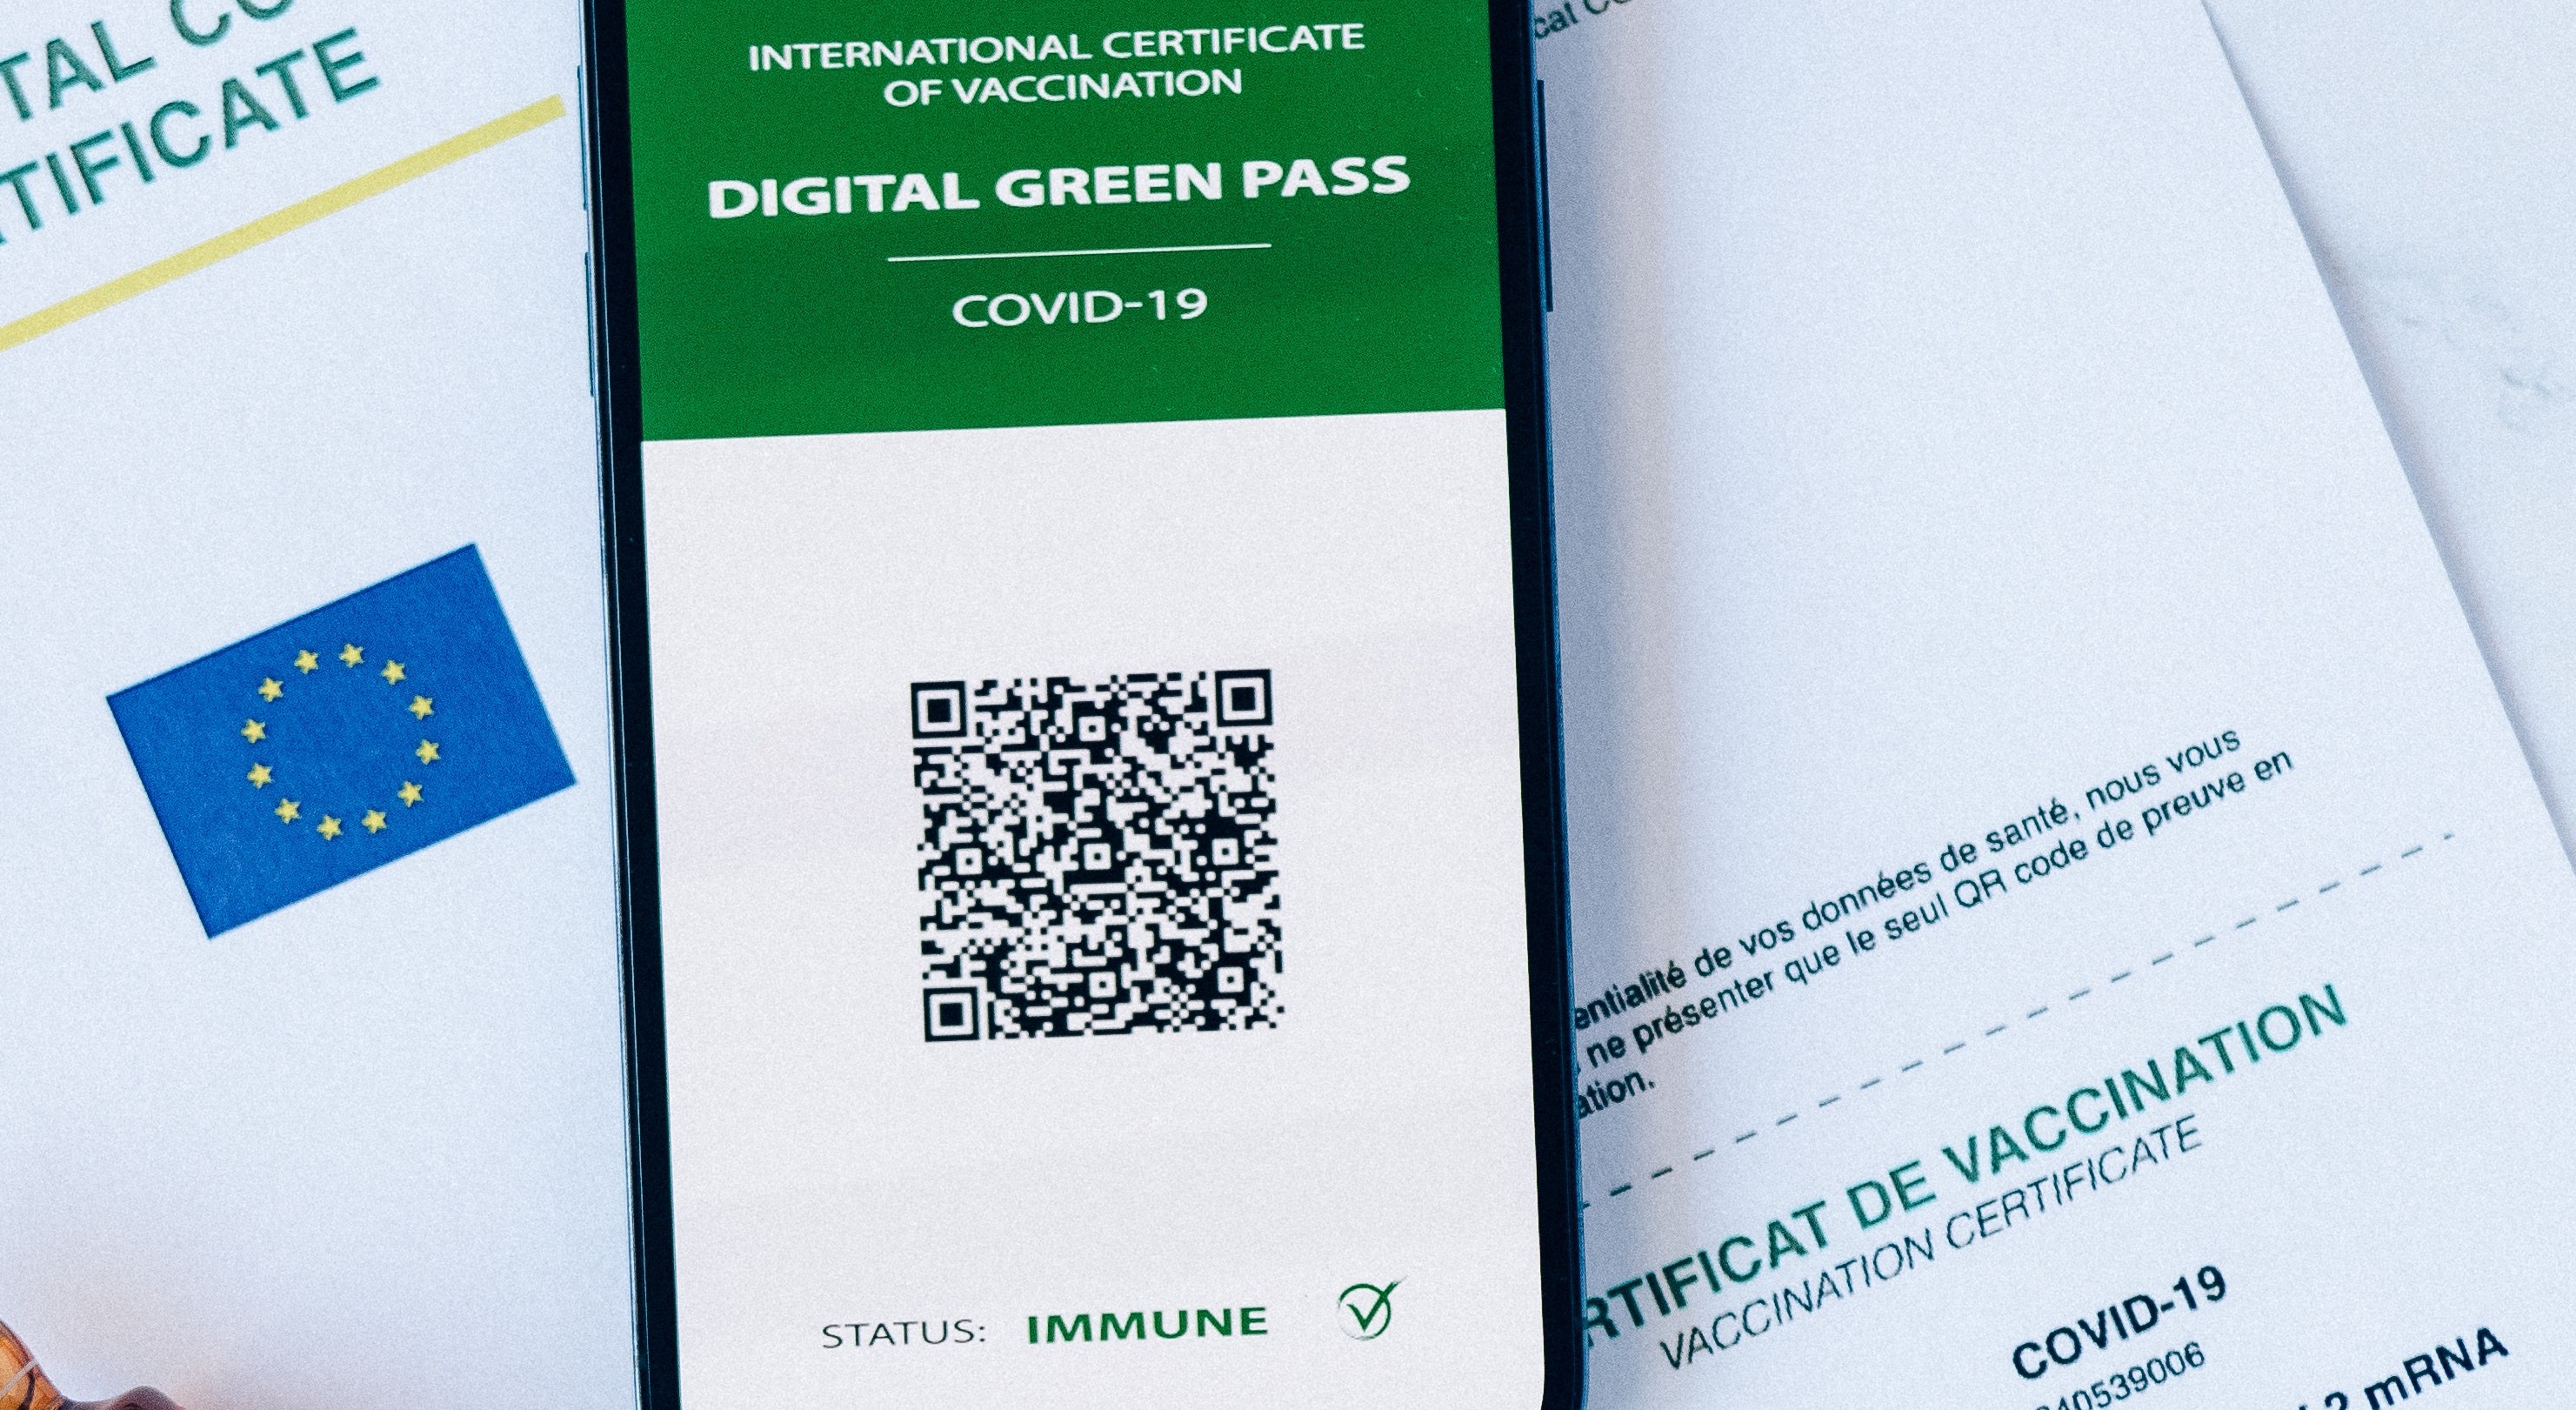 TAL CO
TIFICATE
INTERNATIONAL CERTIFICATE
OF VACCINATION
DIGITAL GREEN PASS
COVID-19
STATUS: IMMUNE
cal
entialité de vos données de santé, nous vous
ne présenter que le seul QR code de preuve en
ation.
RTIFICAT DE VACCINATION
VACCINATION CERTIFICATE
COVID-19
40539006
2 mRNA